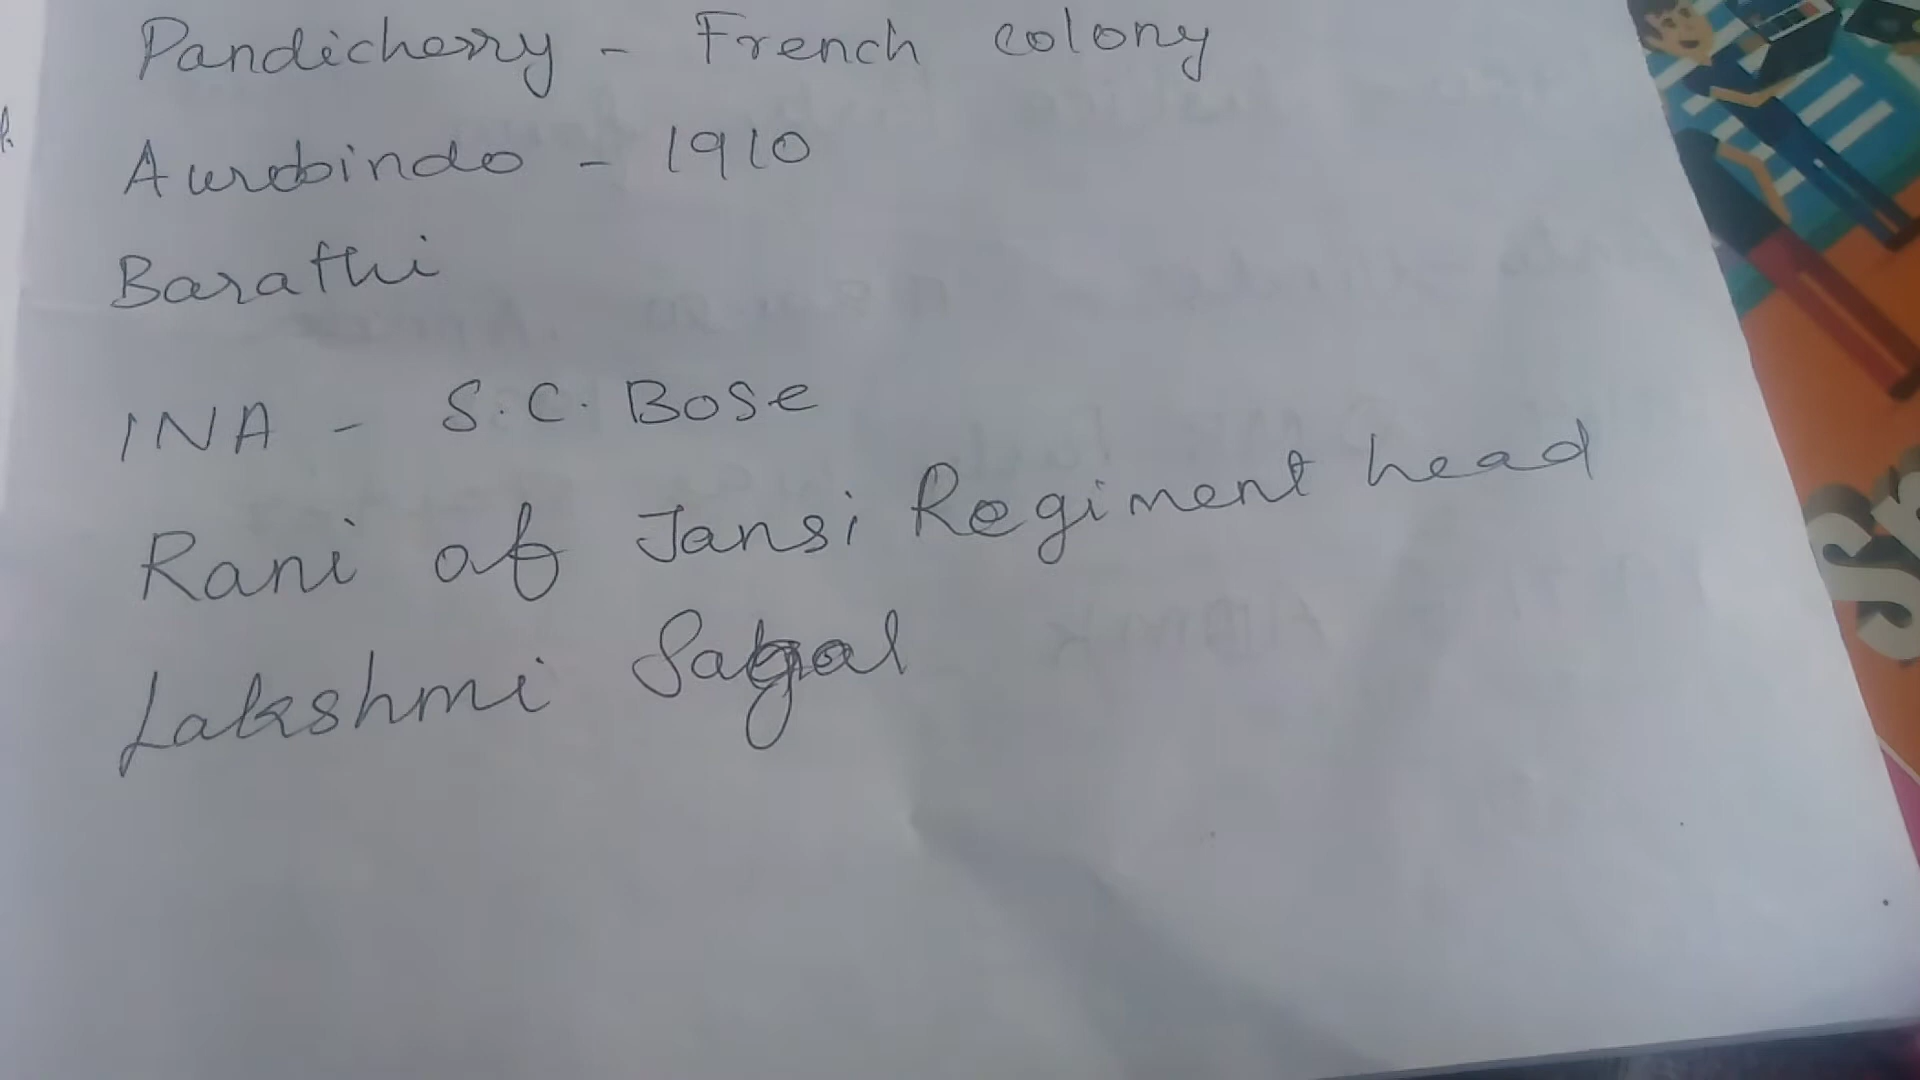 Pandicherry - French colony
Aurobindo - 1910
Barathi
INA - S.C. Bose
Rani of Jansi Regiment head
Lakshmi Sagal